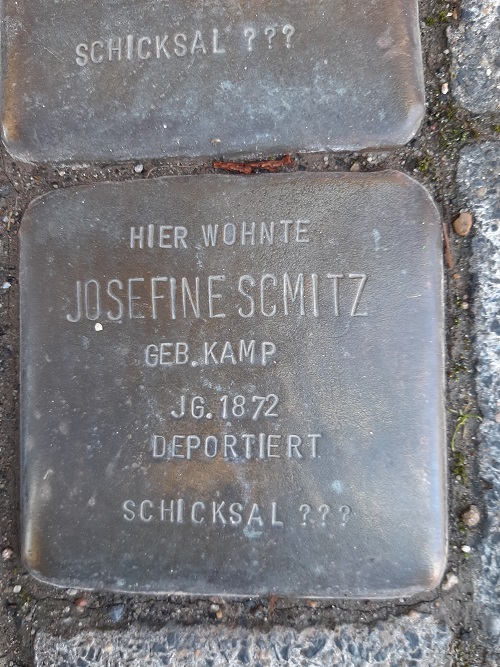 SCHICKSAL ???
HIER WOHNTE
JOSEFINE SCMITZ
GEB. KAMP
JG. 1872
DEPORTIERT
SCHICKSAL ???